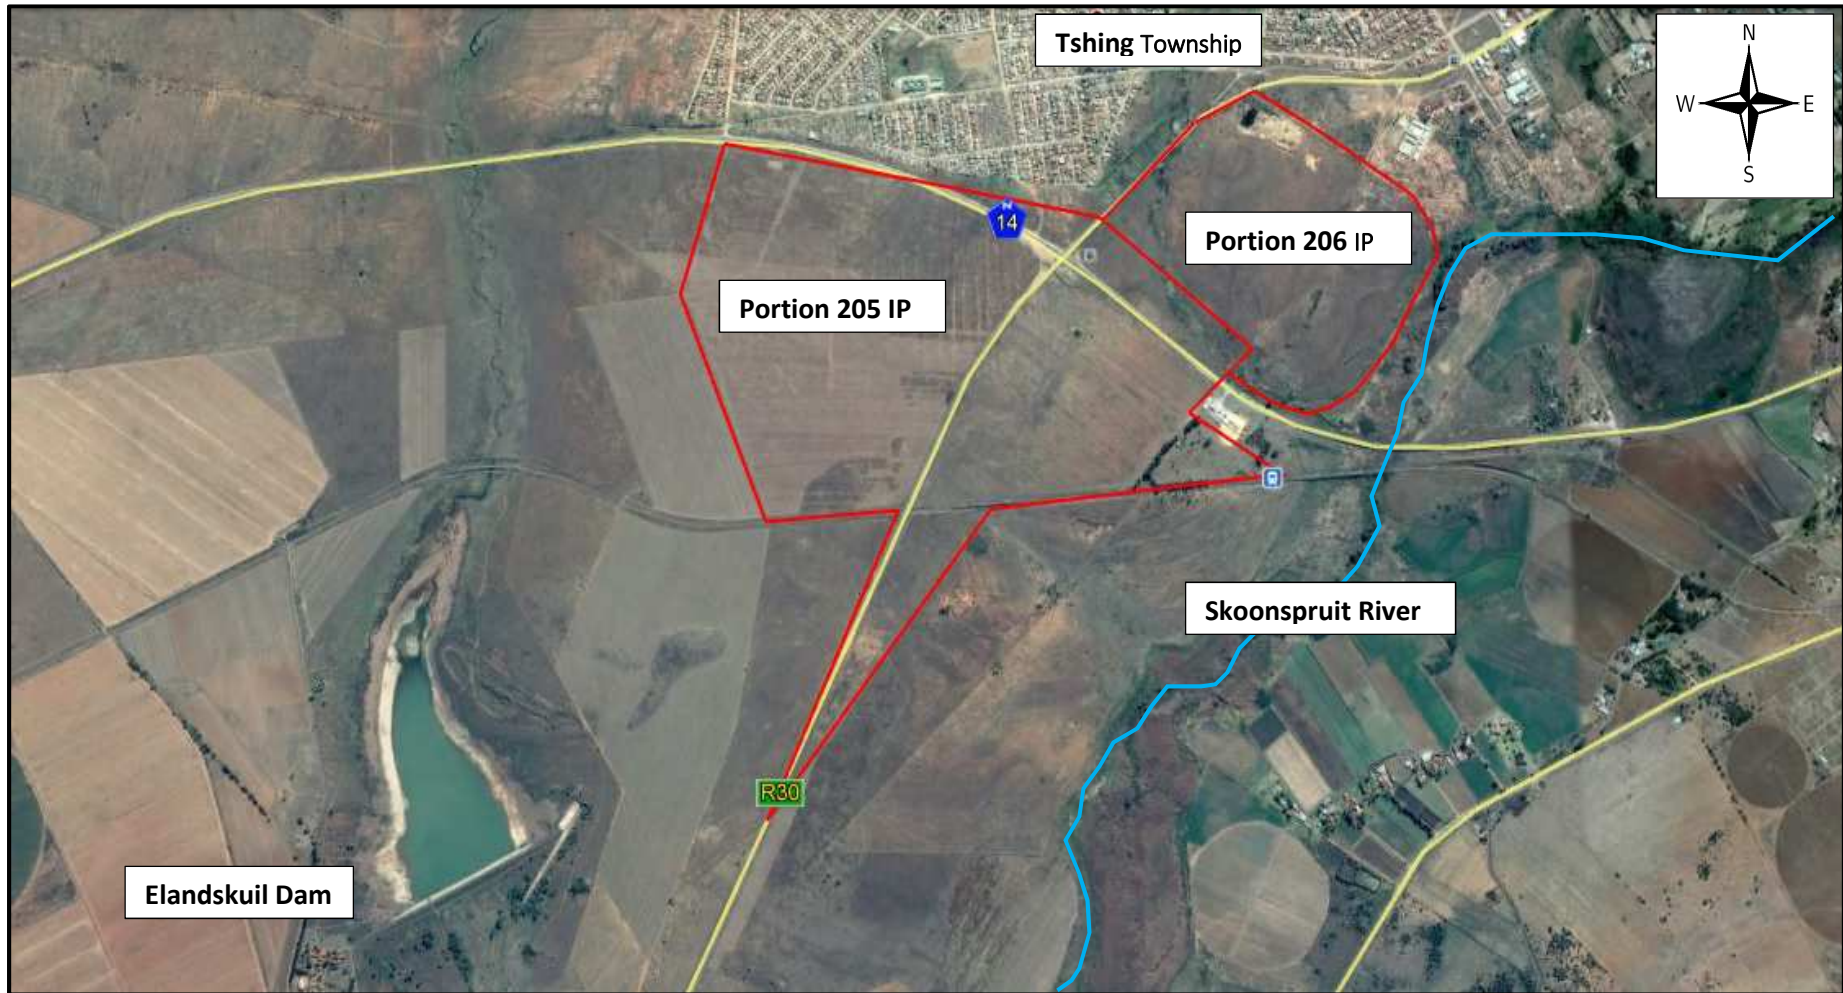 Tshing Township
N
W E
S
N
14
Portion 206 IP
Portion 205 IP
Skoonspruit River
R30
Elandskuil Dam